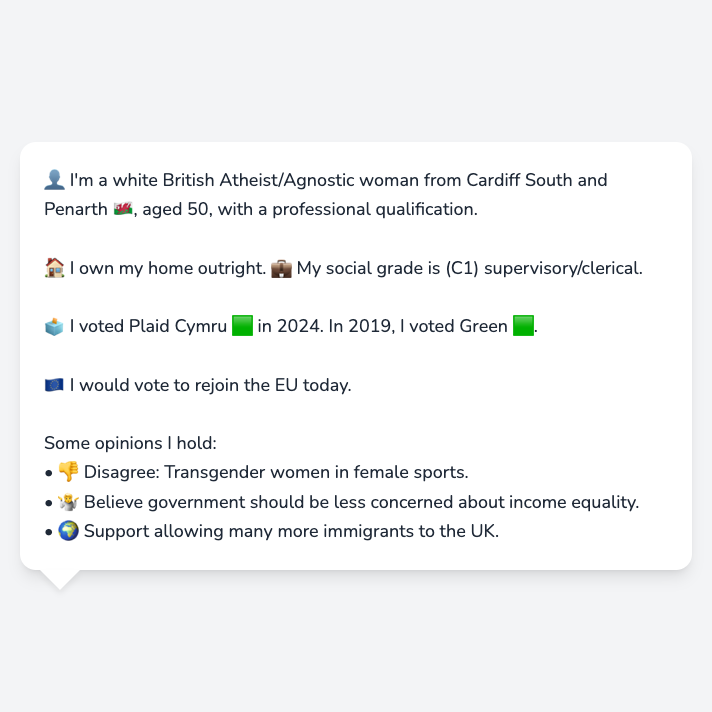 👤 I'm a white British Atheist/Agnostic woman from Cardiff South and
Penarth 🏴󠁧󠁢󠁷󠁬󠁳󠁿, aged 50, with a professional qualification.
🏠 I own my home outright. 💼 My social grade is (C1) supervisory/clerical.
🗳️ I voted Plaid Cymru 🟩 in 2024. In 2019, I voted Green 🟩.
🇪🇺 I would vote to rejoin the EU today.
Some opinions I hold:
• 👎 Disagree: Transgender women in female sports.
• 🤷 Believe government should be less concerned about income equality.
• 🌍 Support allowing many more immigrants to the UK.